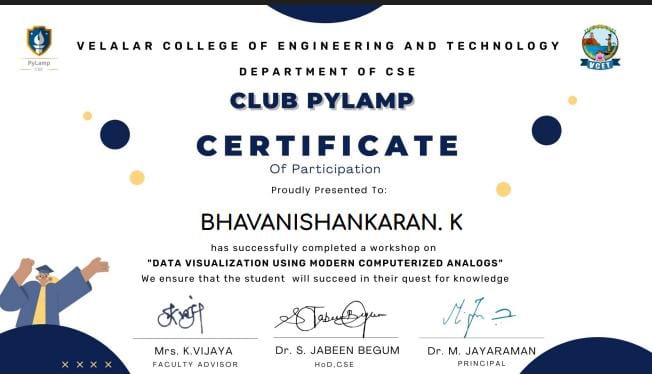 VELALAR COLLEGE OF ENGINEERING AND TECHNOLOGY
PyLamp
CSE
VCET
DEPARTMENT OF CSE
CLUB PYLAMP
CERTIFICATE
Of Participation
Proudly Presented To:
BHAVANISHANKARAN. K
has successfully completed a workshop on
"DATA VISUALIZATION USING MODERN COMPUTERIZED ANALOGS"
We ensure that the student will succeed in their quest for knowledge
S Jabeen Begum
Mrs. K.VIJAYA
FACULTY ADVISOR
Dr. S. JABEEN BEGUM
HoD,CSE
Dr. M. JAYARAMAN
PRINCIPAL